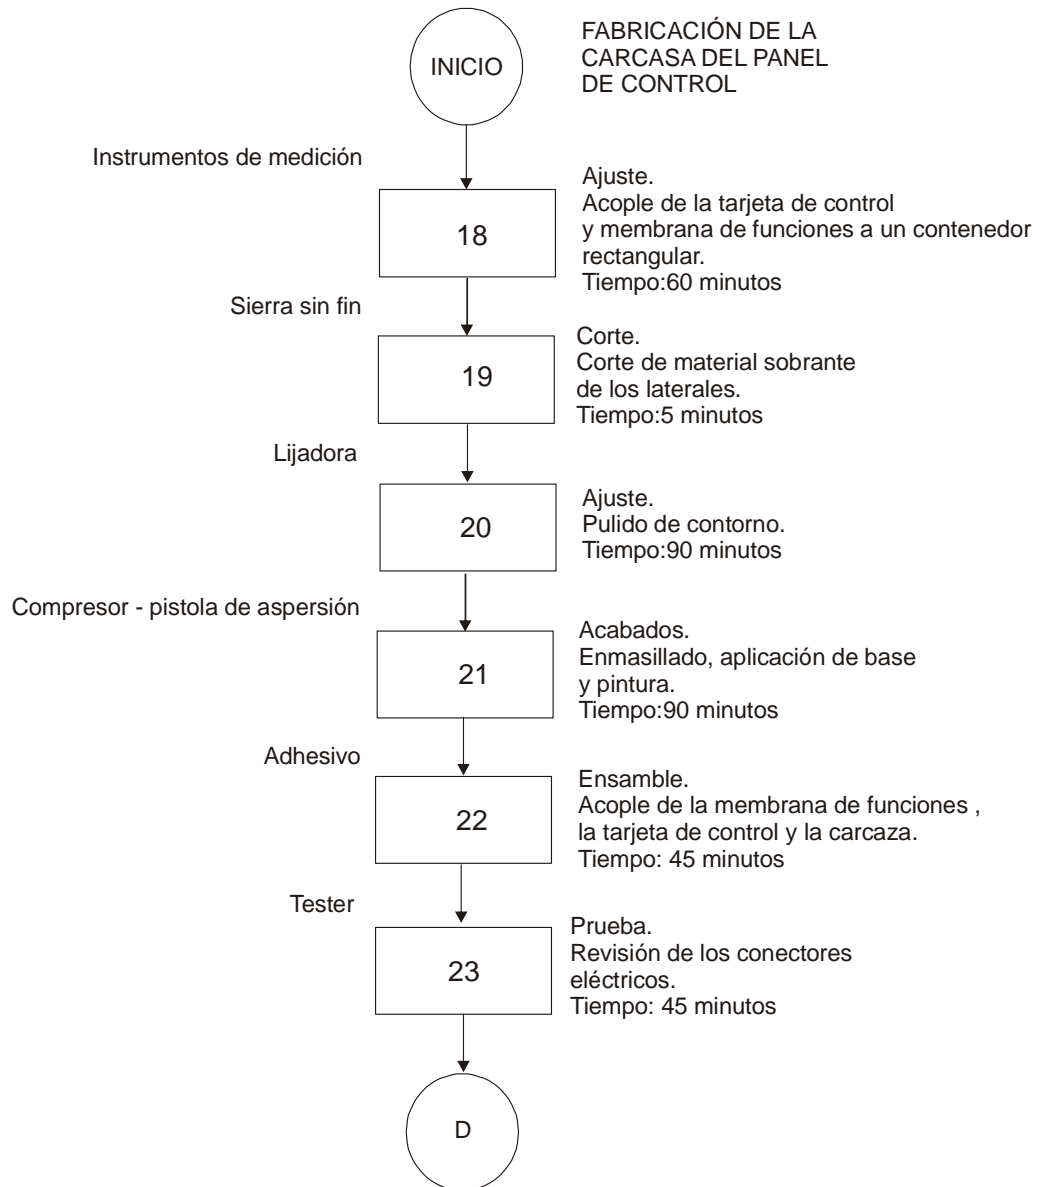 INICIO
FABRICACIÓN DE LA
CARCASA DEL PANEL
DE CONTROL
Instrumentos de medición
18
Ajuste.
Acople de la tarjeta de control
y membrana de funciones a un contenedor
rectangular.
Tiempo:60 minutos
Sierra sin fin
19
Corte.
Corte de material sobrante
de los laterales.
Tiempo:5 minutos
Lijadora
20
Ajuste.
Pulido de contorno.
Tiempo:90 minutos
Compresor - pistola de aspersión
21
Acabados.
Enmasillado, aplicación de base
y pintura.
Tiempo:90 minutos
Adhesivo
22
Ensamble.
Acople de la membrana de funciones ,
la tarjeta de control y la carcaza.
Tiempo: 45 minutos
Tester
23
Prueba.
Revisión de los conectores
eléctricos.
Tiempo: 45 minutos
D